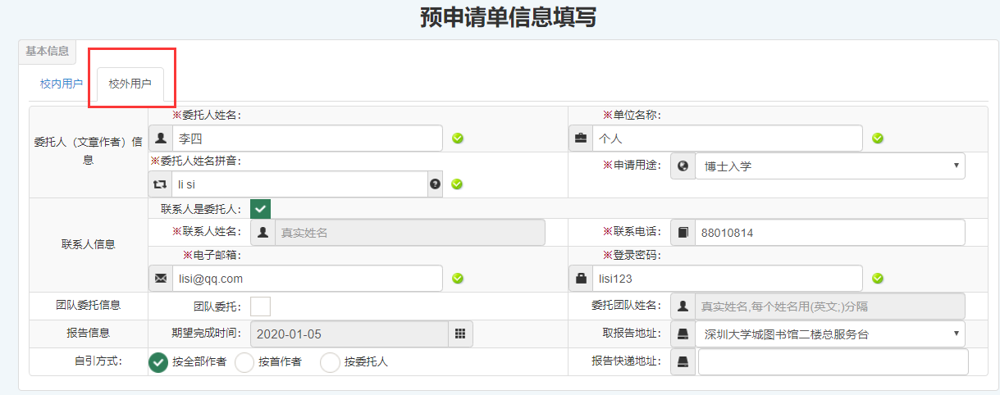 预申请单信息填写
基本信息
校内用户 校外用户
委托人（文章作者）信息
※委托人姓名：
李四
※单位名称：
个人
※委托人姓名拼音：
li si
※申请用途：
博士入学
联系人信息
联系人是委托人：
※联系人姓名：
真实姓名
※联系电话：
88010814
※电子邮箱：
lisi@qq.com
※登录密码：
lisi123
团队委托信息
团队委托：
委托团队姓名：
真实姓名,每个姓名用(英文;)分隔
报告信息
期望完成时间：
2020-01-05
取报告地址：
深圳大学城图书馆二楼总服务台
自引方式：
按全部作者 按首作者 按委托人
报告快递地址：